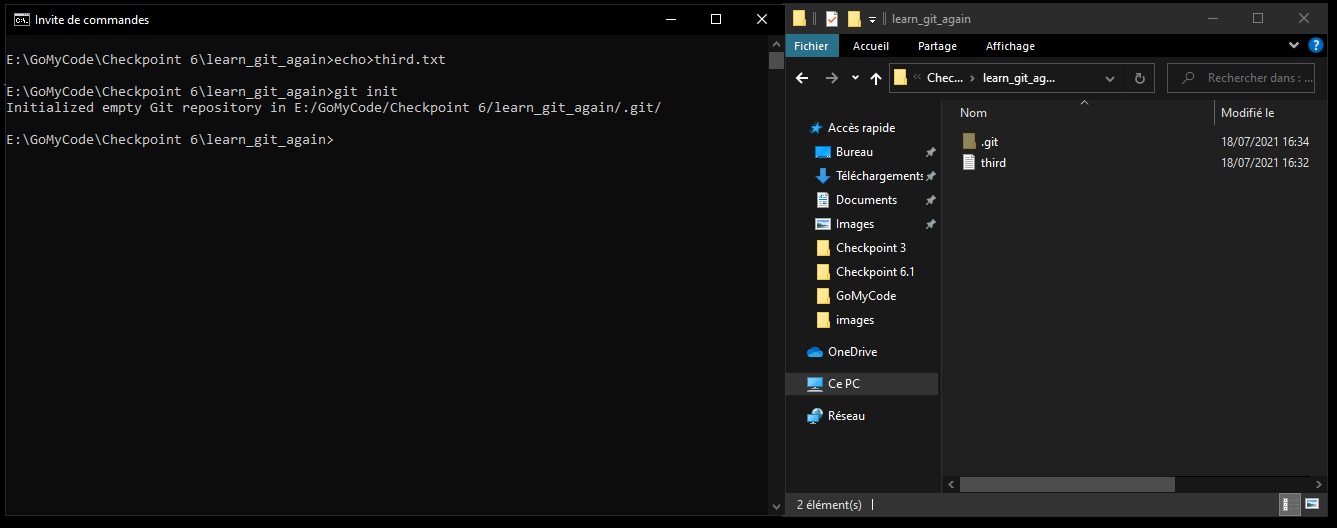 Invite de commandes
E:\GoMyCode\Checkpoint 6\learn_git_again>echo>third.txt
E:\GoMyCode\Checkpoint 6\learn_git_again>git init
Initialized empty Git repository in E:/GoMyCode/Checkpoint 6/learn_git_again/.git/
E:\GoMyCode\Checkpoint 6\learn_git_again>
learn_git_again
Fichier Accueil Partage Affichage
Chec... learn_git_ag... Rechercher dans : ...
Nom Modifié le
.git 18/07/2021 16:34
third 18/07/2021 16:32
Accès rapide
Bureau
Téléchargements
Documents
Images
Checkpoint 3
Checkpoint 6.1
GoMyCode
images
OneDrive
Ce PC
Réseau
2 élément(s)